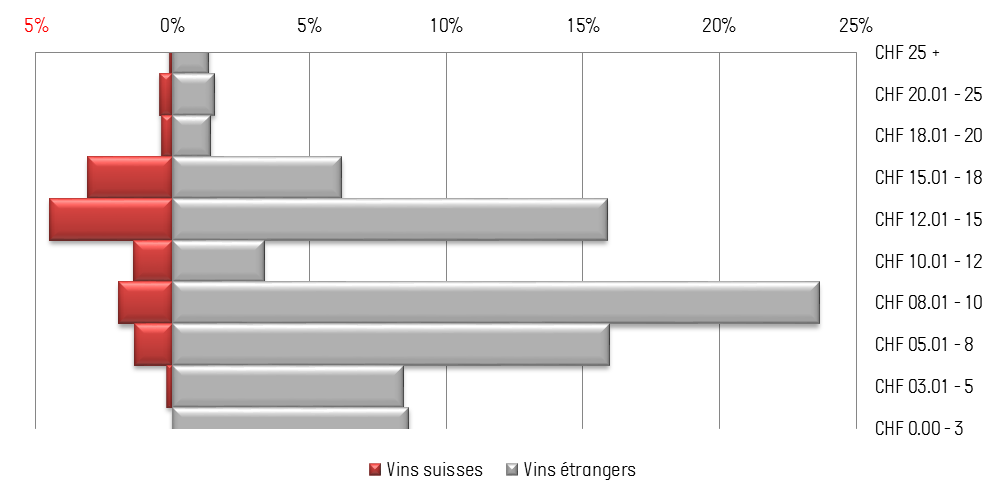 5% 0% 5% 10% 15% 20% 25%
CHF 25 +
CHF 20.01 - 25
CHF 18.01 - 20
CHF 15.01 - 18
CHF 12.01 - 15
CHF 10.01 - 12
CHF 08.01 - 10
CHF 05.01 - 8
CHF 03.01 - 5
CHF 0.00 - 3
Vins suisses Vins étrangers